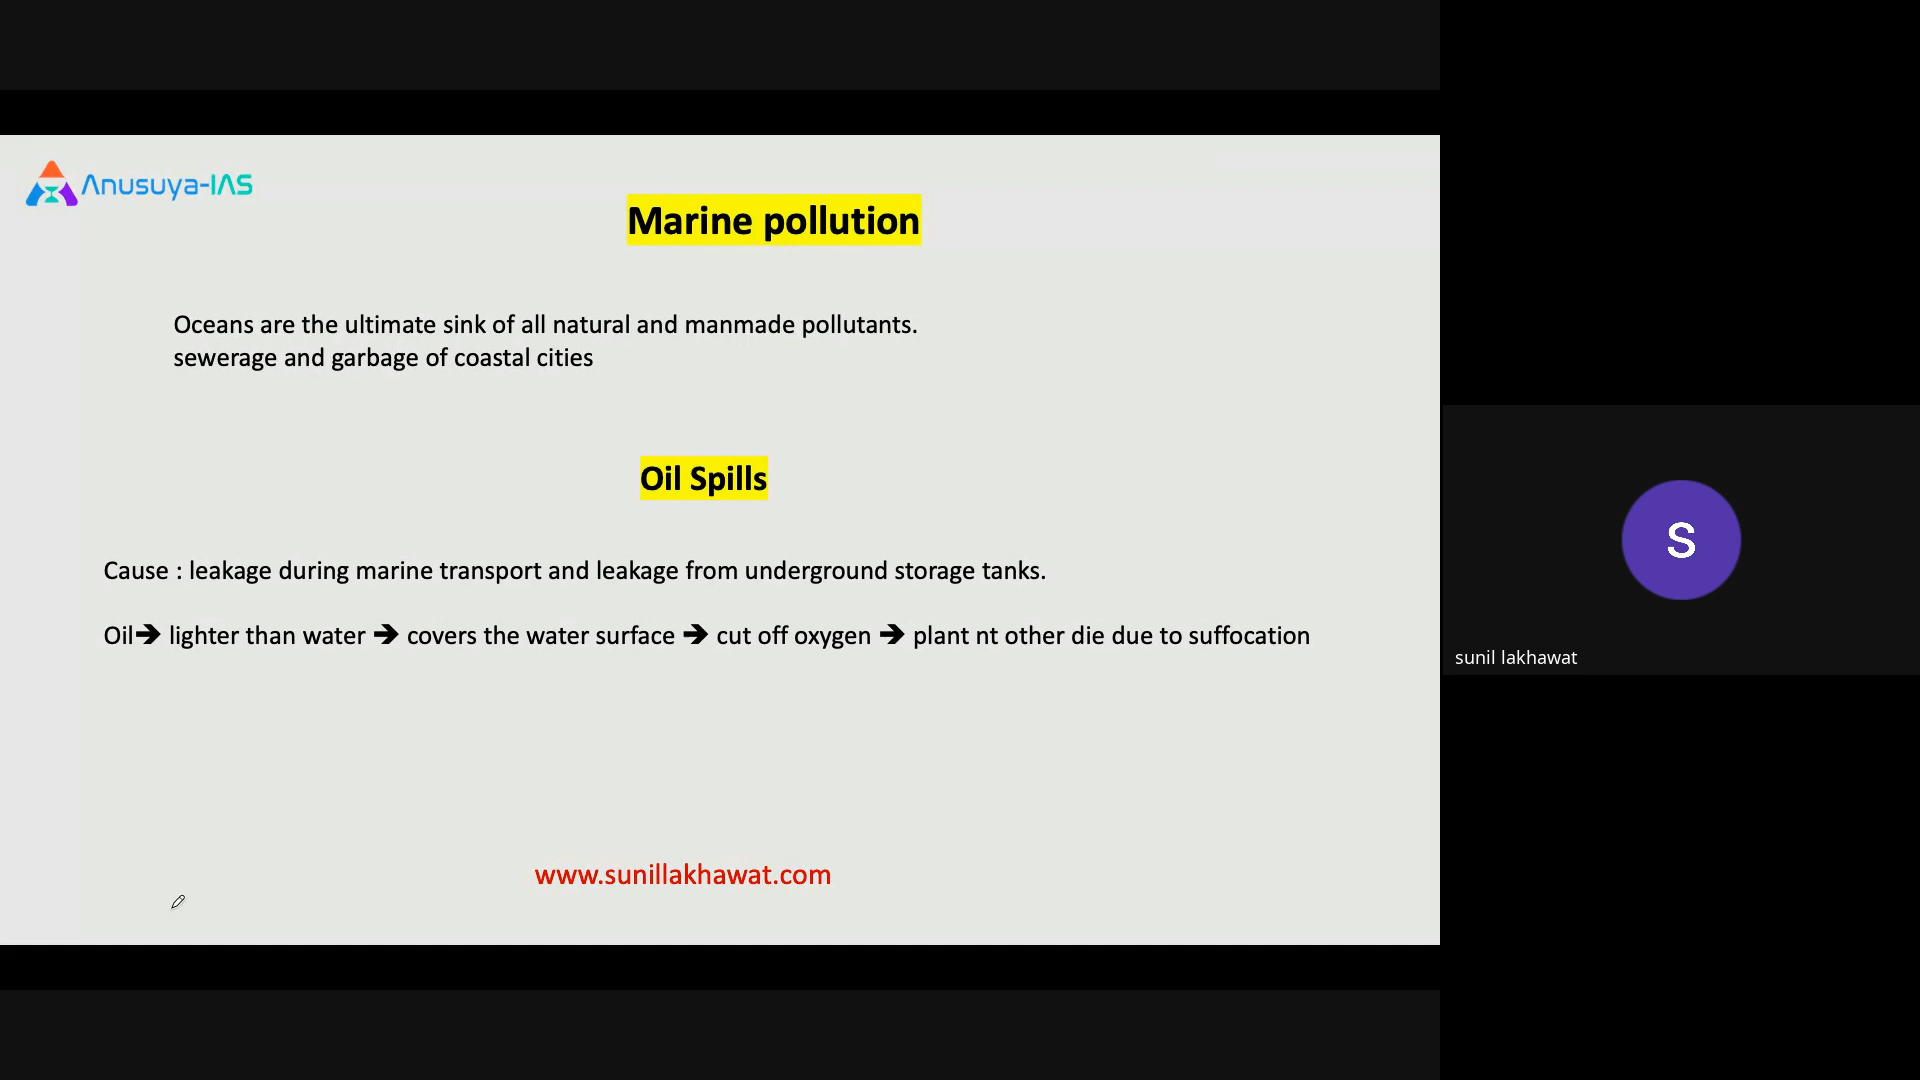 Anusuya-IAS
Marine pollution
Oceans are the ultimate sink of all natural and manmade pollutants.
sewerage and garbage of coastal cities
Oil Spills
Cause : leakage during marine transport and leakage from underground storage tanks.
Oil➔ lighter than water ➔ covers the water surface ➔ cut off oxygen ➔ plant nt other die due to suffocation
www.sunillakhawat.com
S
sunil lakhawat